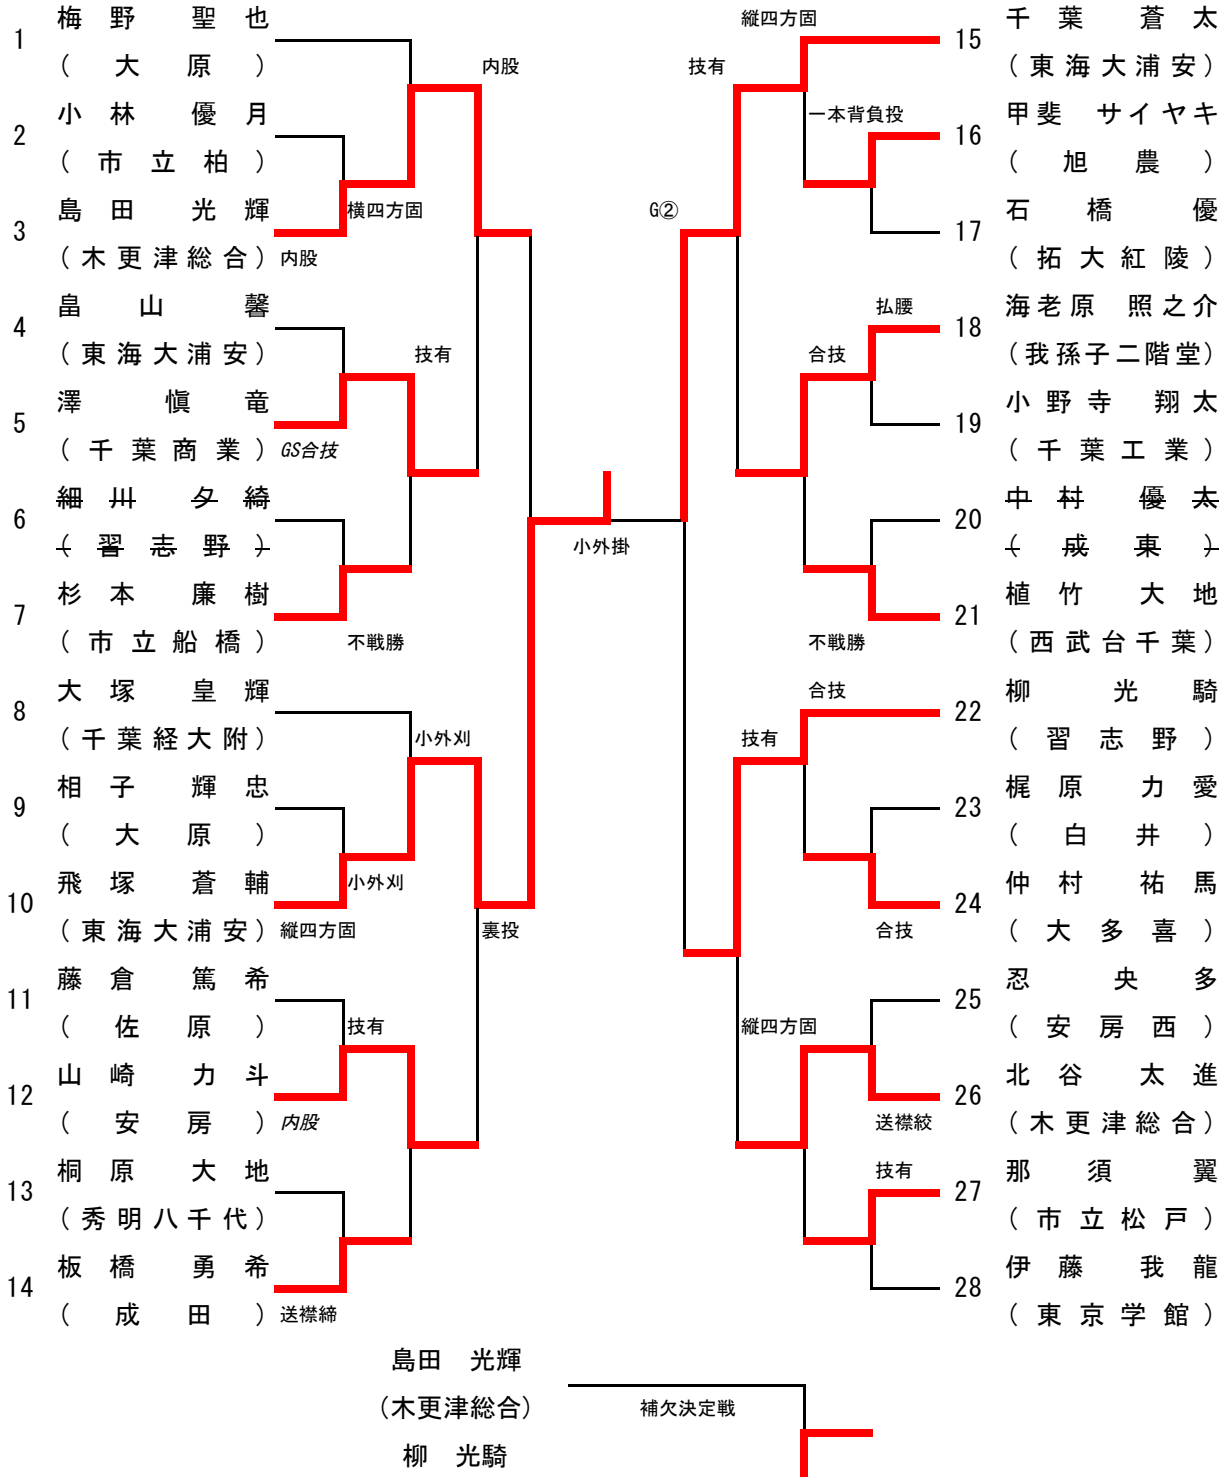 1 梅野 聖也
(大原)
2 小林 優月
(市立柏)
3 島田 光輝
(木更津総合)
4 畠山 馨
(東海大浦安)
5 澤 愼竜
(千葉商業)
6 細川 夕綺
(習志野)
7 杉本 廉樹
(市立船橋)
8 大塚 皇輝
(千葉経大附)
9 相子 輝忠
(大原)
10 飛塚 蒼輔
(東海大浦安)
11 藤倉 篤希
(佐原)
12 山崎 力斗
(安房)
13 桐原 大地
(秀明八千代)
14 板橋 勇希
(成田)
内股
横四方固
内股
技有
GS合技
不戦勝
小外刈
小外刈
縦四方固
裏投
技有
内股
送襟締
小外掛
縦四方固
技有
一本背負投
G②
払腰
合技
不戦勝
合技
技有
合技
縦四方固
送襟絞
技有
15 千葉 蒼太
(東海大浦安)
16 甲斐 サイヤキ
(旭農)
17 石橋 優
(拓大紅陵)
18 海老原 照之介
(我孫子二階堂)
19 小野寺 翔太
(千葉工業)
20 中村 優太
(成東)
21 植竹 大地
(西武台千葉)
22 柳 光騎
(習志野)
23 梶原 力愛
(白井)
24 仲村 祐馬
(大多喜)
25 忍 央多
(安房西)
26 北谷 太進
(木更津総合)
27 那須 翼
(市立松戸)
28 伊藤 我龍
(東京学館)
島田 光輝
(木更津総合)
補欠決定戦
柳 光騎